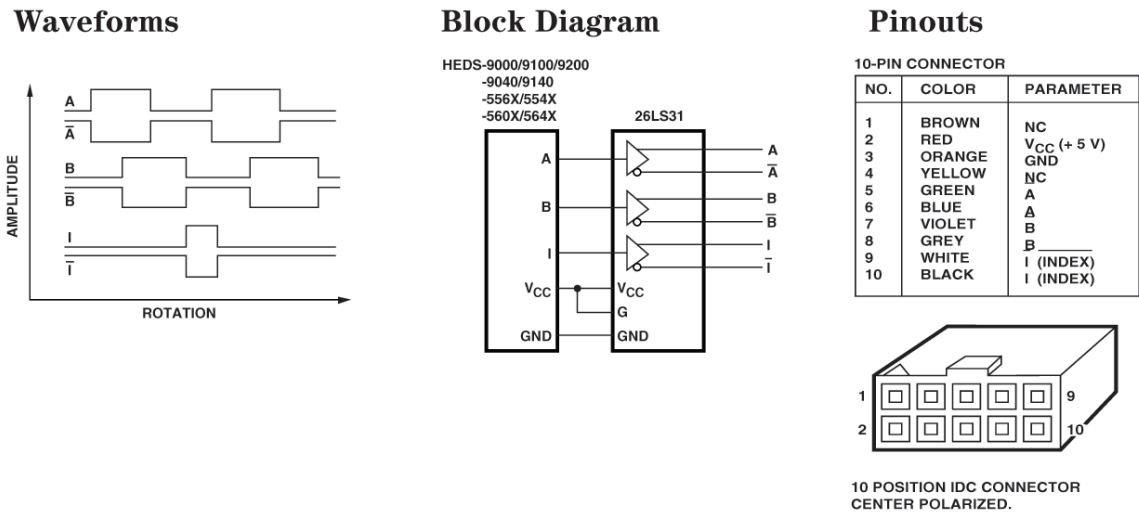 Waveforms
A
A̅
B
B̅
I
I̅
AMPLITUDE
ROTATION
Block Diagram
HEDS-9000/9100/9200
-9040/9140
-556X/554X
-560X/564X
26LS31
A
B
I
VCC
GND
VCC
G
GND
A
A̅
B
B̅
I
I̅
Pinouts
10-PIN CONNECTOR
NO. COLOR PARAMETER
1 BROWN NC
2 RED VCC (+ 5 V)
3 ORANGE GND
4 YELLOW NC
5 GREEN A̅
6 BLUE A
7 VIOLET B̅
8 GREY B
9 WHITE I̅ (I̅N̅D̅E̅X̅)
10 BLACK I (INDEX)
1
9
2
10
10 POSITION IDC CONNECTOR
CENTER POLARIZED.